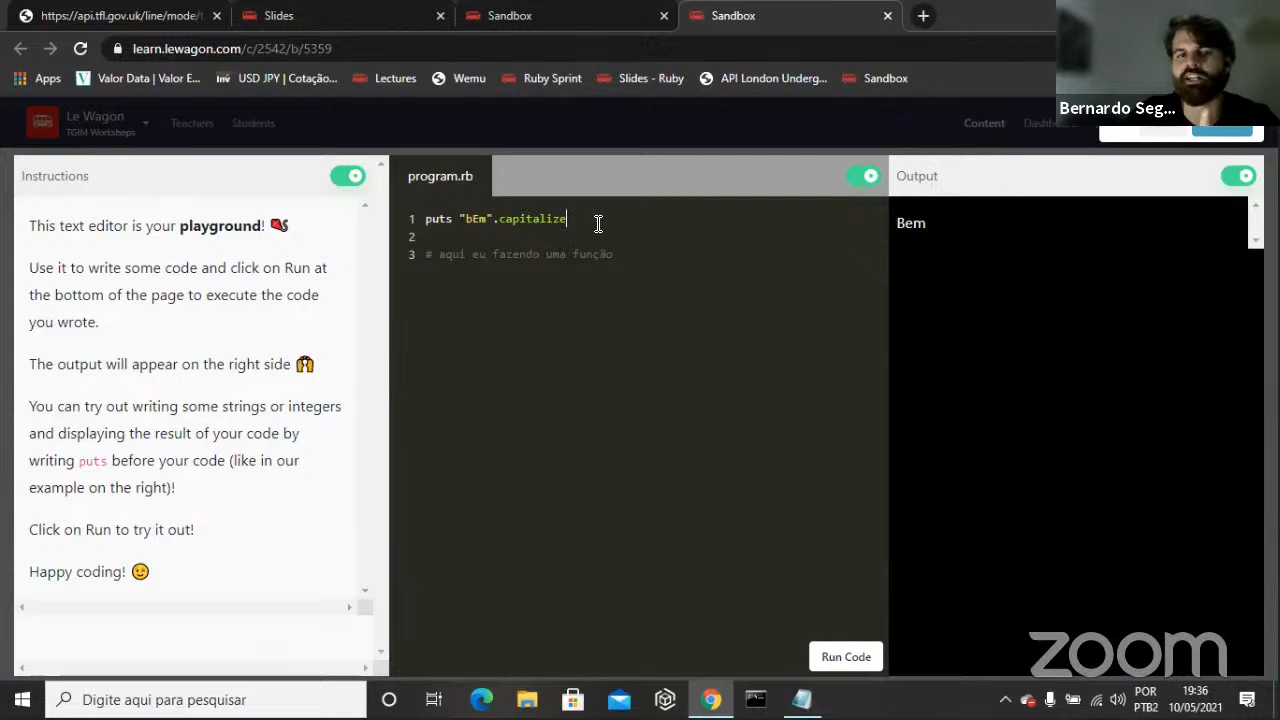 https://api.tfl.gov.uk/line/mode/t
Slides
Sandbox
Sandbox
learn.lewagon.com/c/2542/b/5359
Apps
Valor Data | Valor E...
inv
USD JPY | Cotação...
Lectures
Wemu
Ruby Sprint
Slides - Ruby
API London Underg...
Sandbox
Bernardo Seg...
Le Wagon
TGIM Workshops
Teachers
Students
Content
Instructions
This text editor is your playground!
Use it to write some code and click on Run at
the bottom of the page to execute the code
you wrote.
The output will appear on the right side
You can try out writing some strings or integers
and displaying the result of your code by
writing puts before your code (like in our
example on the right)!
Click on Run to try it out!
Happy coding!
program.rb
1 puts "bEm".capitalize
2
3 # aqui eu fazendo uma função
Run Code
Output
Bem
zoom
Digite aqui para pesquisar
POR
PTB2
19:36
10/05/2021